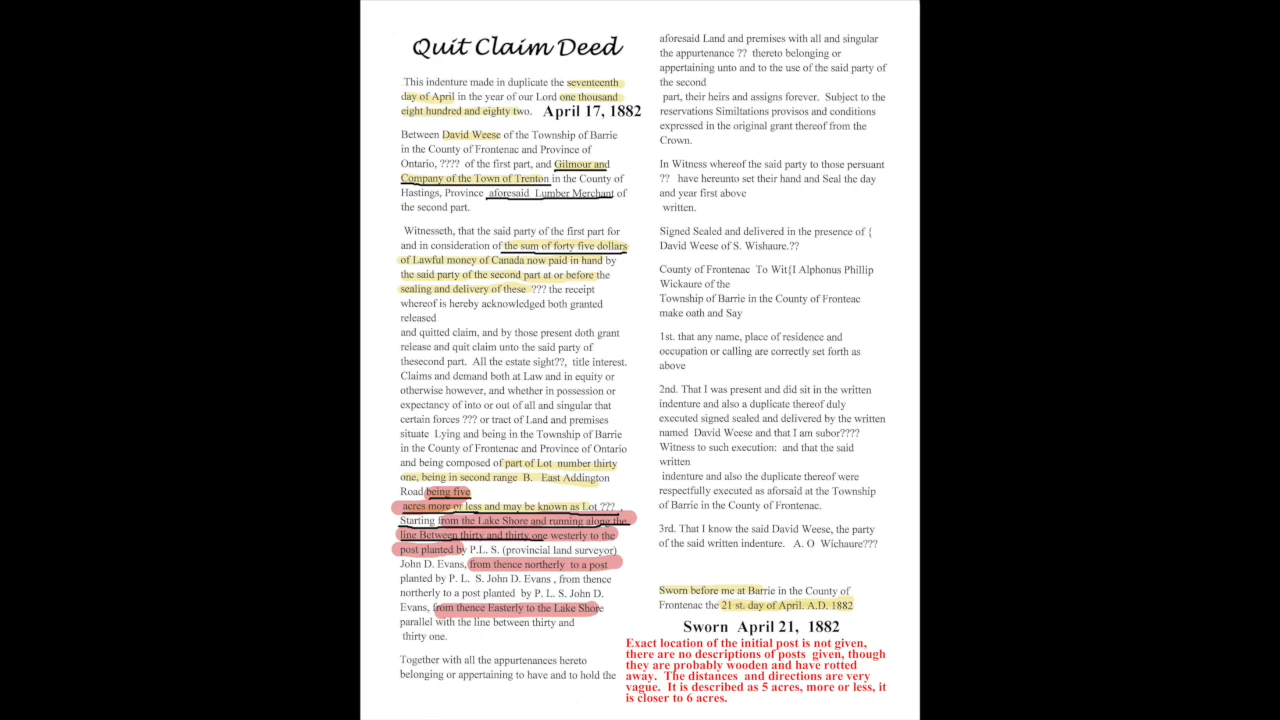 Quit Claim Deed
This indenture made in duplicate the seventeenth
day of April in the year of our Lord one thousand
eight hundred and eighty two. April 17, 1882
Between David Weese of the Township of Barrie
in the County of Frontenac and Province of
Ontario, ???? of the first part, and Gilmour and
Company of the Town of Trenton in the County of
Hastings, Province aforesaid Lumber Merchant of
the second part.
Witnesseth, that the said party of the first part for
and in consideration of the sum of forty five dollars
of Lawful money of Canada now paid in hand by
the said party of the second part at or before the
sealing and delivery of these ??? the receipt
whereof is hereby acknowledged both granted
released
and quitted claim, and by those present doth grant
release and quit claim unto the said party of
thesecond part. All the estate sight??, title interest.
Claims and demand both at Law and in equity or
otherwise however, and whether in possession or
expectancy of into or out of all and singular that
certain forces ??? or tract of Land and premises
situate Lying and being in the Township of Barrie
in the County of Frontenac and Province of Ontario
and being composed of part of Lot number thirty
one, being in second range B. East Addington
Road being five
acres more or less and may be known as Lot ??? ,
Starting from the Lake Shore and running along the
line Between thirty and thirty one westerly to the
post planted by P.L. S. (provincial land surveyor)
John D. Evans, from thence northerly to a post
planted by P. L. S. John D. Evans , from thence
northerly to a post planted by P. L. S. John D.
Evans, from thence Easterly to the Lake Shore
parallel with the line between thirty and
thirty one.
Together with all the appurtenances hereto
belonging or appertaining to have and to hold the
aforesaid Land and premises with all and singular
the appurtenance ?? thereto belonging or
appertaining unto and to the use of the said party of
the second
part, their heirs and assigns forever. Subject to the
reservations Similtations provisos and conditions
expressed in the original grant thereof from the
Crown.
In Witness whereof the said party to those persuant
?? have hereunto set their hand and Seal the day
and year first above
written.
Signed Sealed and delivered in the presence of {
David Weese of S. Wishaure.??
County of Frontenac To Wit{I Alphonus Phillip
Wickaure of the
Township of Barrie in the County of Fronteac
make oath and Say
1st. that any name, place of residence and
occupation or calling are correctly set forth as
above
2nd. That I was present and did sit in the written
indenture and also a duplicate thereof duly
executed signed sealed and delivered by the written
named David Weese and that I am subor????
Witness to such execution: and that the said
written
indenture and also the duplicate thereof were
respectfully executed as aforsaid at the Township
of Barrie in the County of Frontenac.
3rd. That I know the said David Weese, the party
of the said written indenture. A. O Wichaure???
Sworn before me at Barrie in the County of
Frontenac the 21 st. day of April. A.D. 1882
Sworn April 21, 1882
Exact location of the initial post is not given,
there are no descriptions of posts given, though
they are probably wooden and have rotted
away. The distances and directions are very
vague. It is described as 5 acres, more or less, it
is closer to 6 acres.